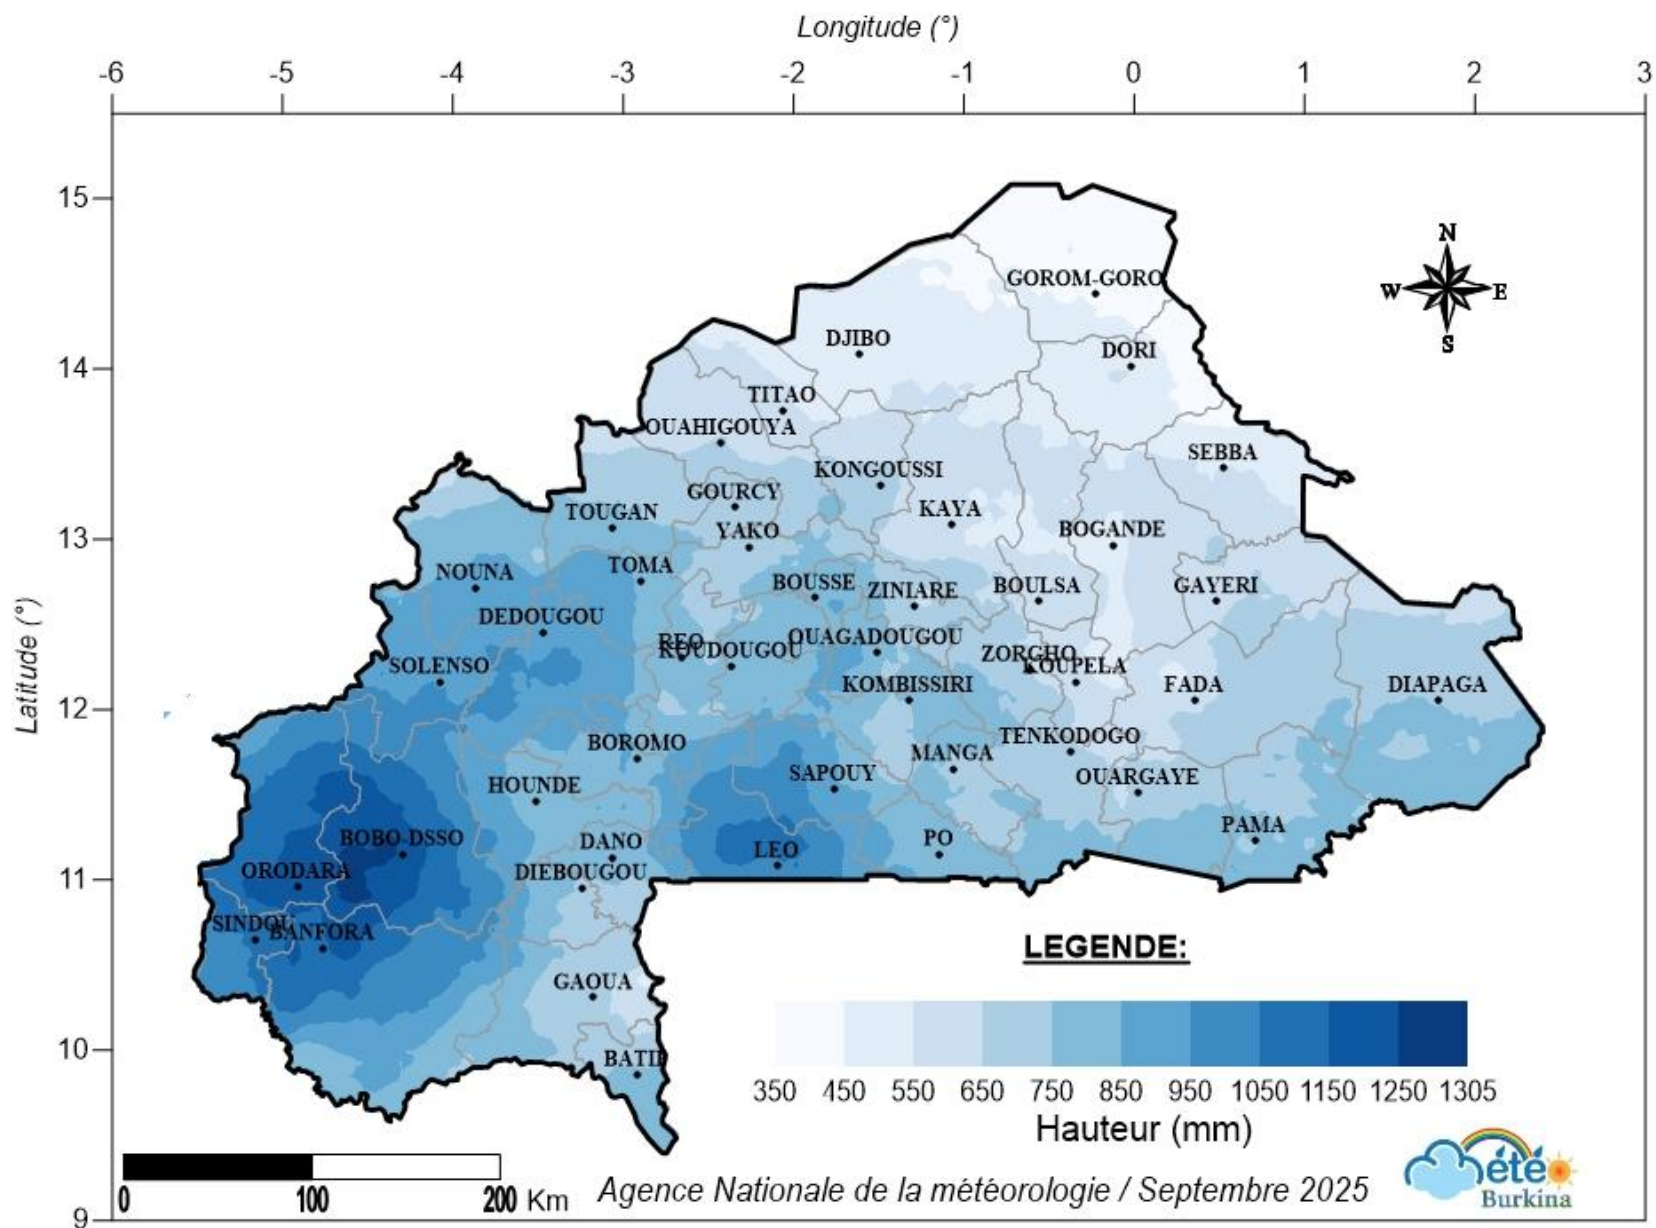 Longitude (°)
-6 -5 -4 -3 -2 -1 0 1 2 3
15
14
13
12
11
10
9
Latitude (°)
N
W E
S
GOROM-GORO
DJIBO
DORI
TITAO
OUAHIGOUYA
SEBBA
KONGOUSSI
GOURCY
TOUGAN
KAYA
YAKO
BOGANDE
TOMA
NOUNA
BOUSSE
ZINIARE
BOULSA
GAYERI
DEDOUGOU
REO
OUAGADOUGOU
KOUDOUGOU
ZORGHO
KOUPELA
SOLENSO
KOMBISSIRI
FADA
DIAPAGA
BOROMO
TENKODOGO
MANGA
SAPOUY
OUARGAYE
HOUNDE
PAMA
BOBO-DSSO
DANO
LEO
PO
ORODARA
DIEBOUGOU
SINDOU
BANFORA
GAOUA
BATIE
LEGENDE:
350 450 550 650 750 850 950 1050 1150 1250 1305
Hauteur (mm)
0 100 200 Km
Agence Nationale de la météorologie / Septembre 2025
Météo
Burkina